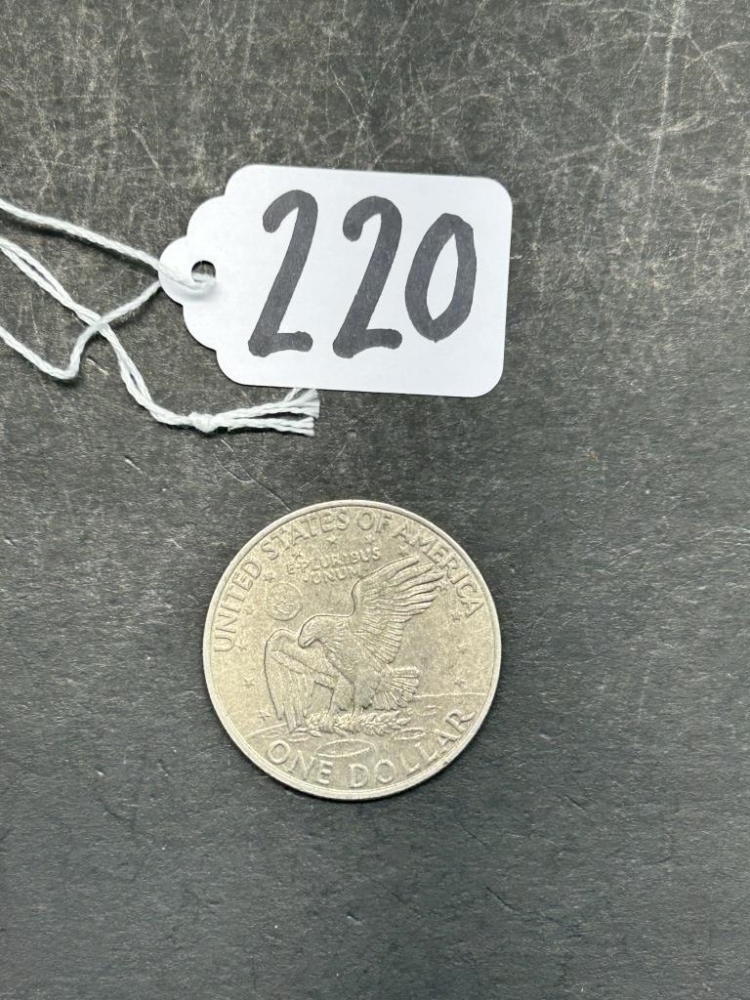 220
UNITED STATES OF AMERICA
E PLURIBUS
UNUM
ONE DOLLAR